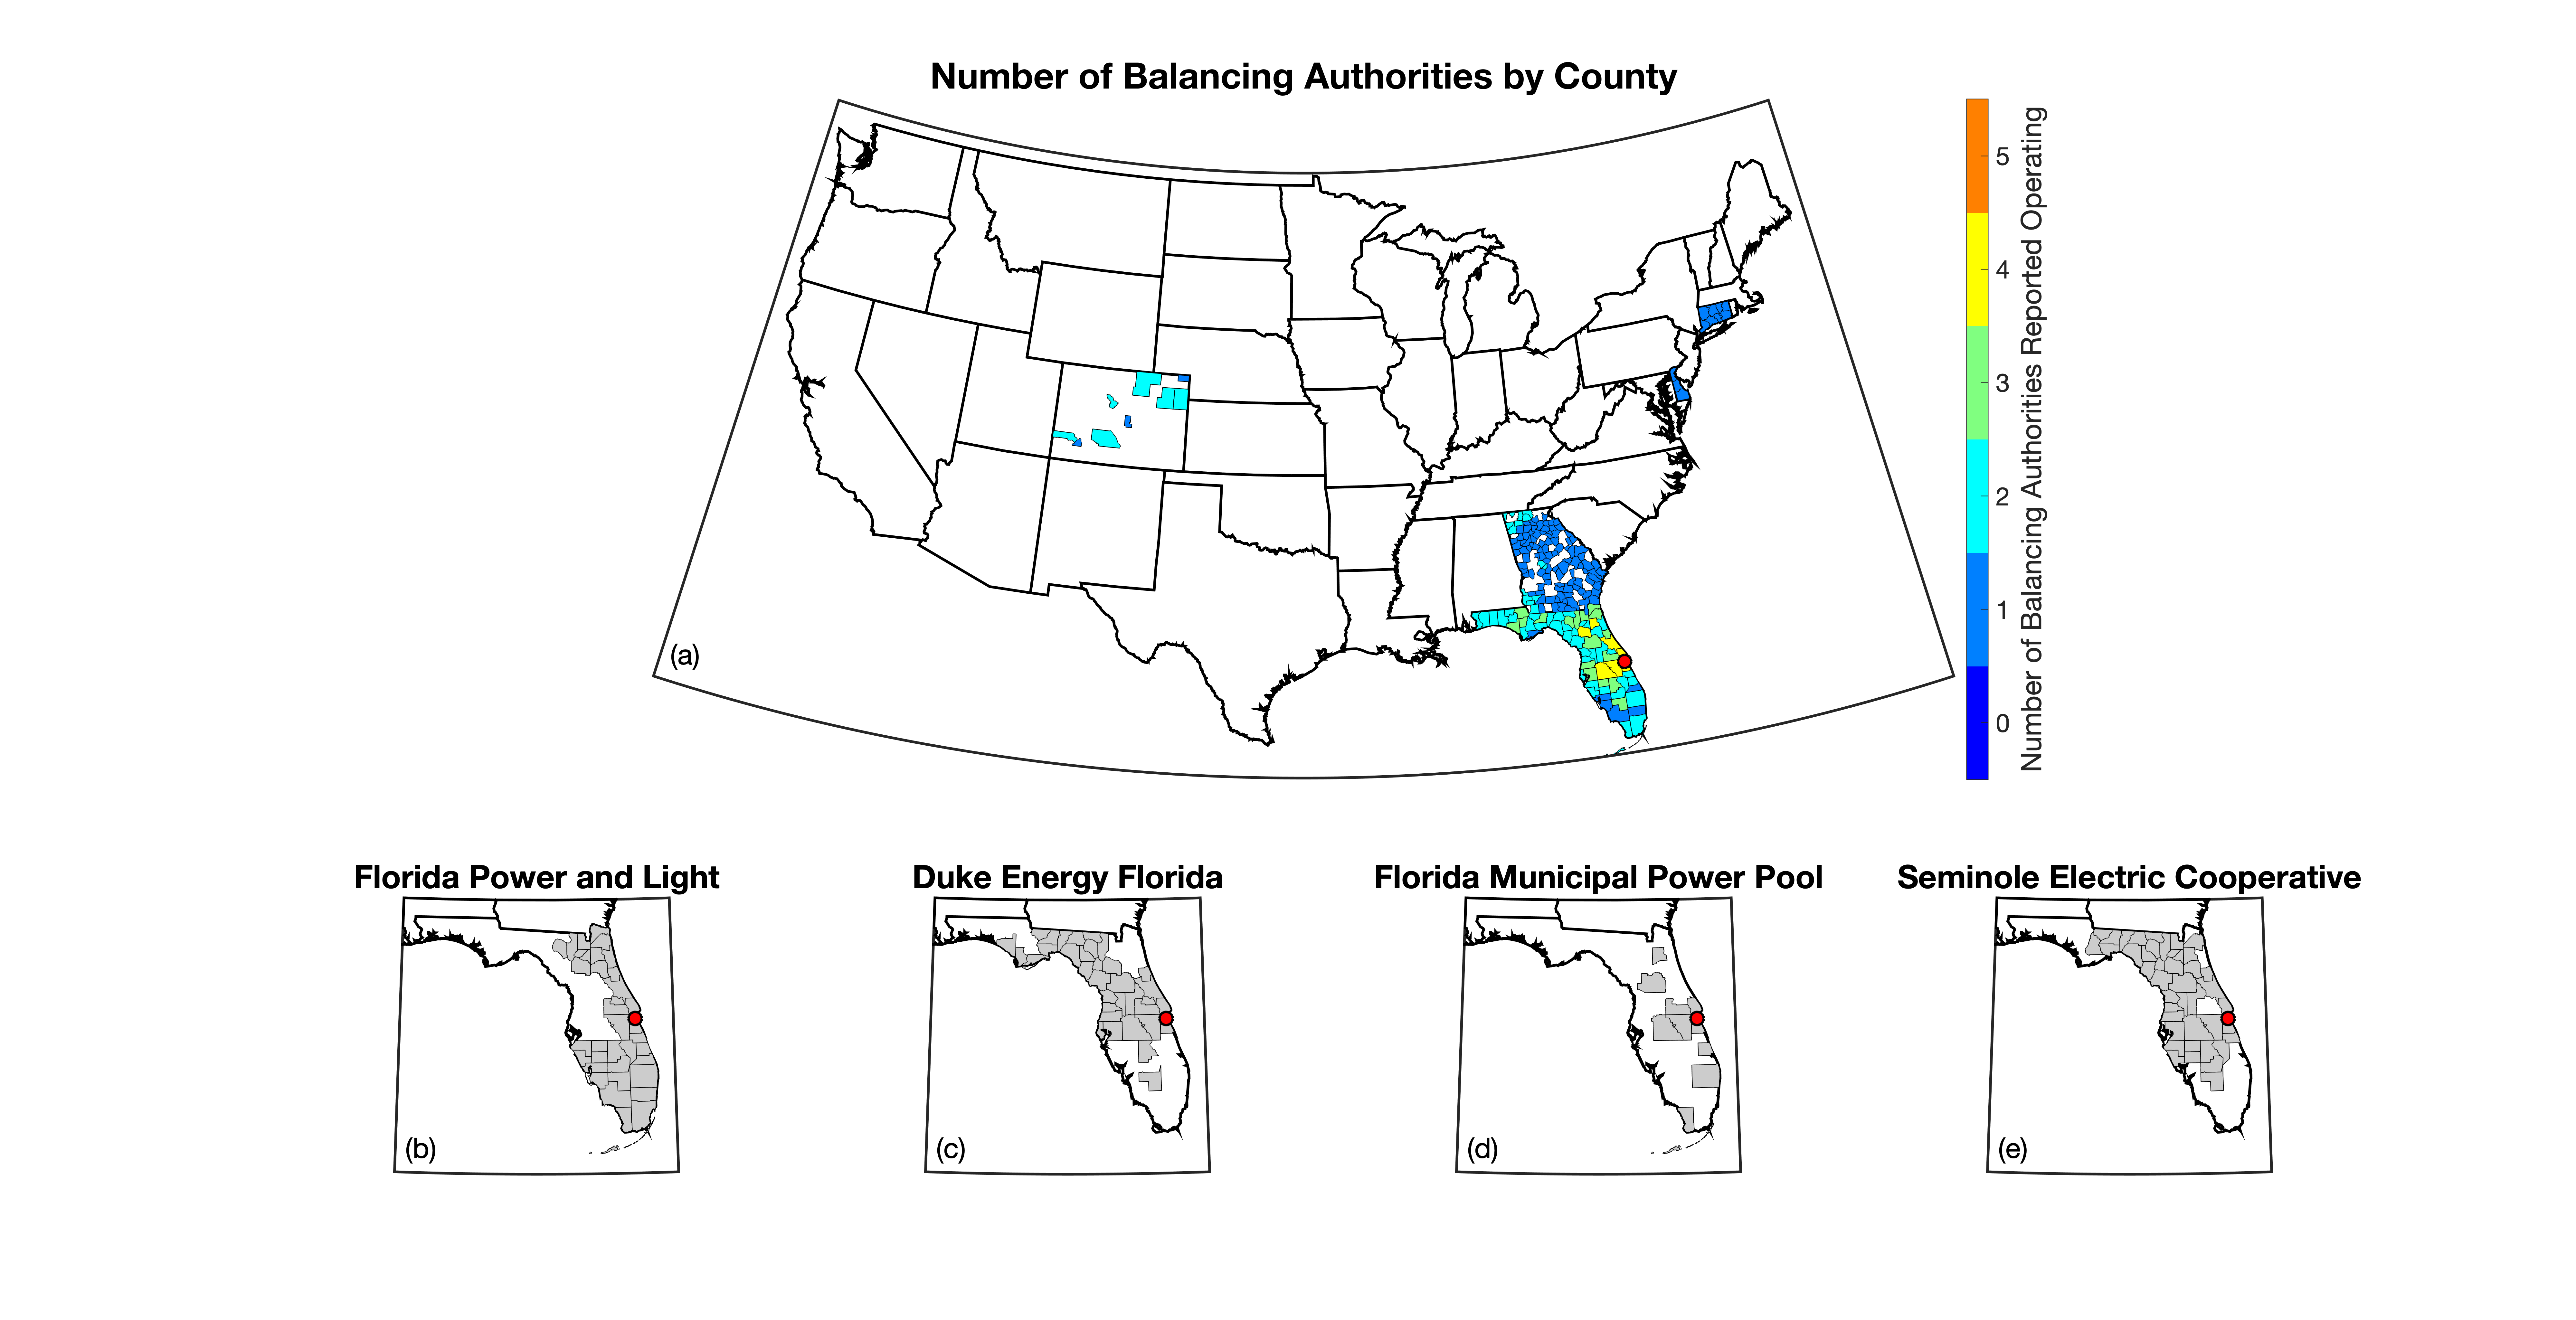 Number of Balancing Authorities by County
(a)
5
4
3
2
1
0
Number of Balancing Authorities Reported Operating
Florida Power and Light
Duke Energy Florida
Florida Municipal Power Pool
Seminole Electric Cooperative
(b)
(c)
(d)
(e)